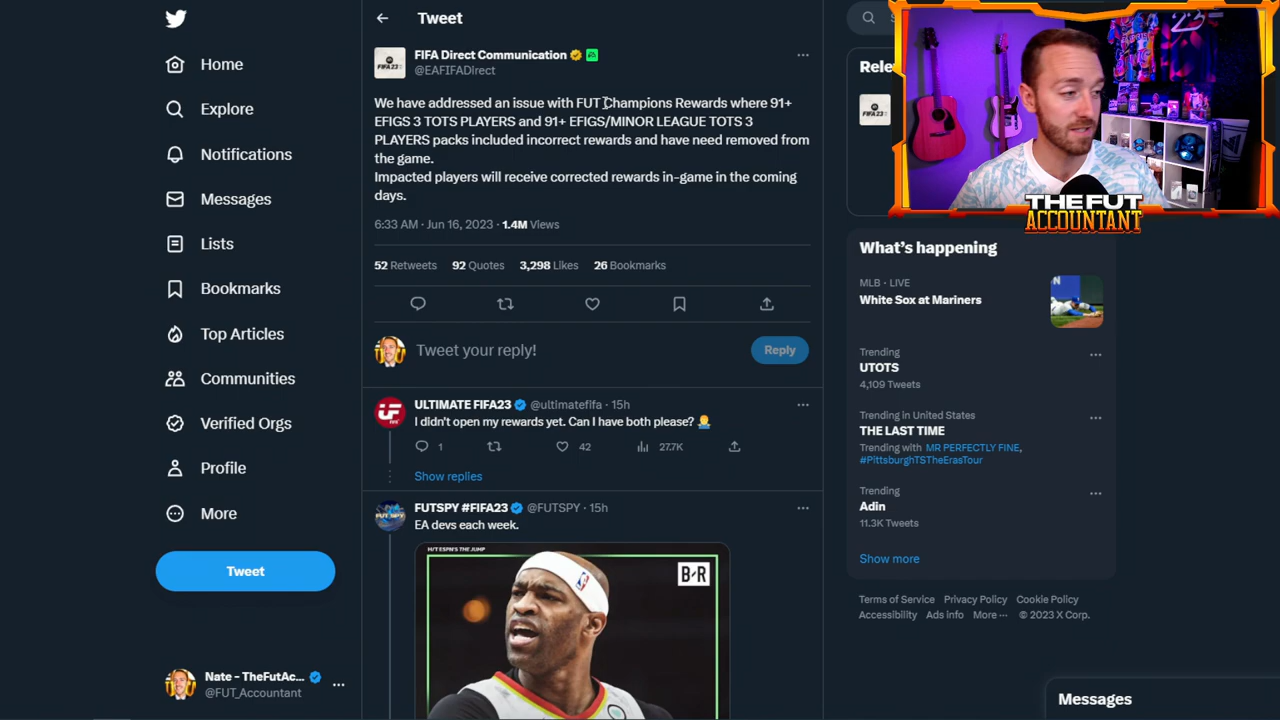 Home
Explore
Notifications
Messages
Lists
Bookmarks
Top Articles
Communities
Verified Orgs
Profile
More
Tweet
Nate - TheFutAc...
@FUT_Accountant
Tweet
FIFA Direct Communication
@EAFIFADirect
We have addressed an issue with FUT Champions Rewards where 91+
EFIGS 3 TOTS PLAYERS and 91+ EFIGS/MINOR LEAGUE TOTS 3
PLAYERS packs included incorrect rewards and have need removed from
the game.
Impacted players will receive corrected rewards in-game in the coming
days.
6:33 AM · Jun 16, 2023 · 1.4M Views
52 Retweets 92 Quotes 3,298 Likes 26 Bookmarks
Tweet your reply!
Reply
ULTIMATE FIFA23 @ultimatefifa · 15h
I didn't open my rewards yet. Can I have both please?
1 42 27.7K
Show replies
FUTSPY #FIFA23 @FUTSPY · 15h
EA devs each week.
H/T ESPN'S THE JUMP
B/R
THE FUT
ACCOUNTANT
Rele
What's happening
MLB · LIVE
White Sox at Mariners
Trending
UTOTS
4,109 Tweets
Trending in United States
THE LAST TIME
Trending with MR PERFECTLY FINE,
#PittsburghTSTheErasTour
Trending
Adin
11.3K Tweets
Show more
Terms of Service Privacy Policy Cookie Policy
Accessibility Ads info More ··· © 2023 X Corp.
Messages